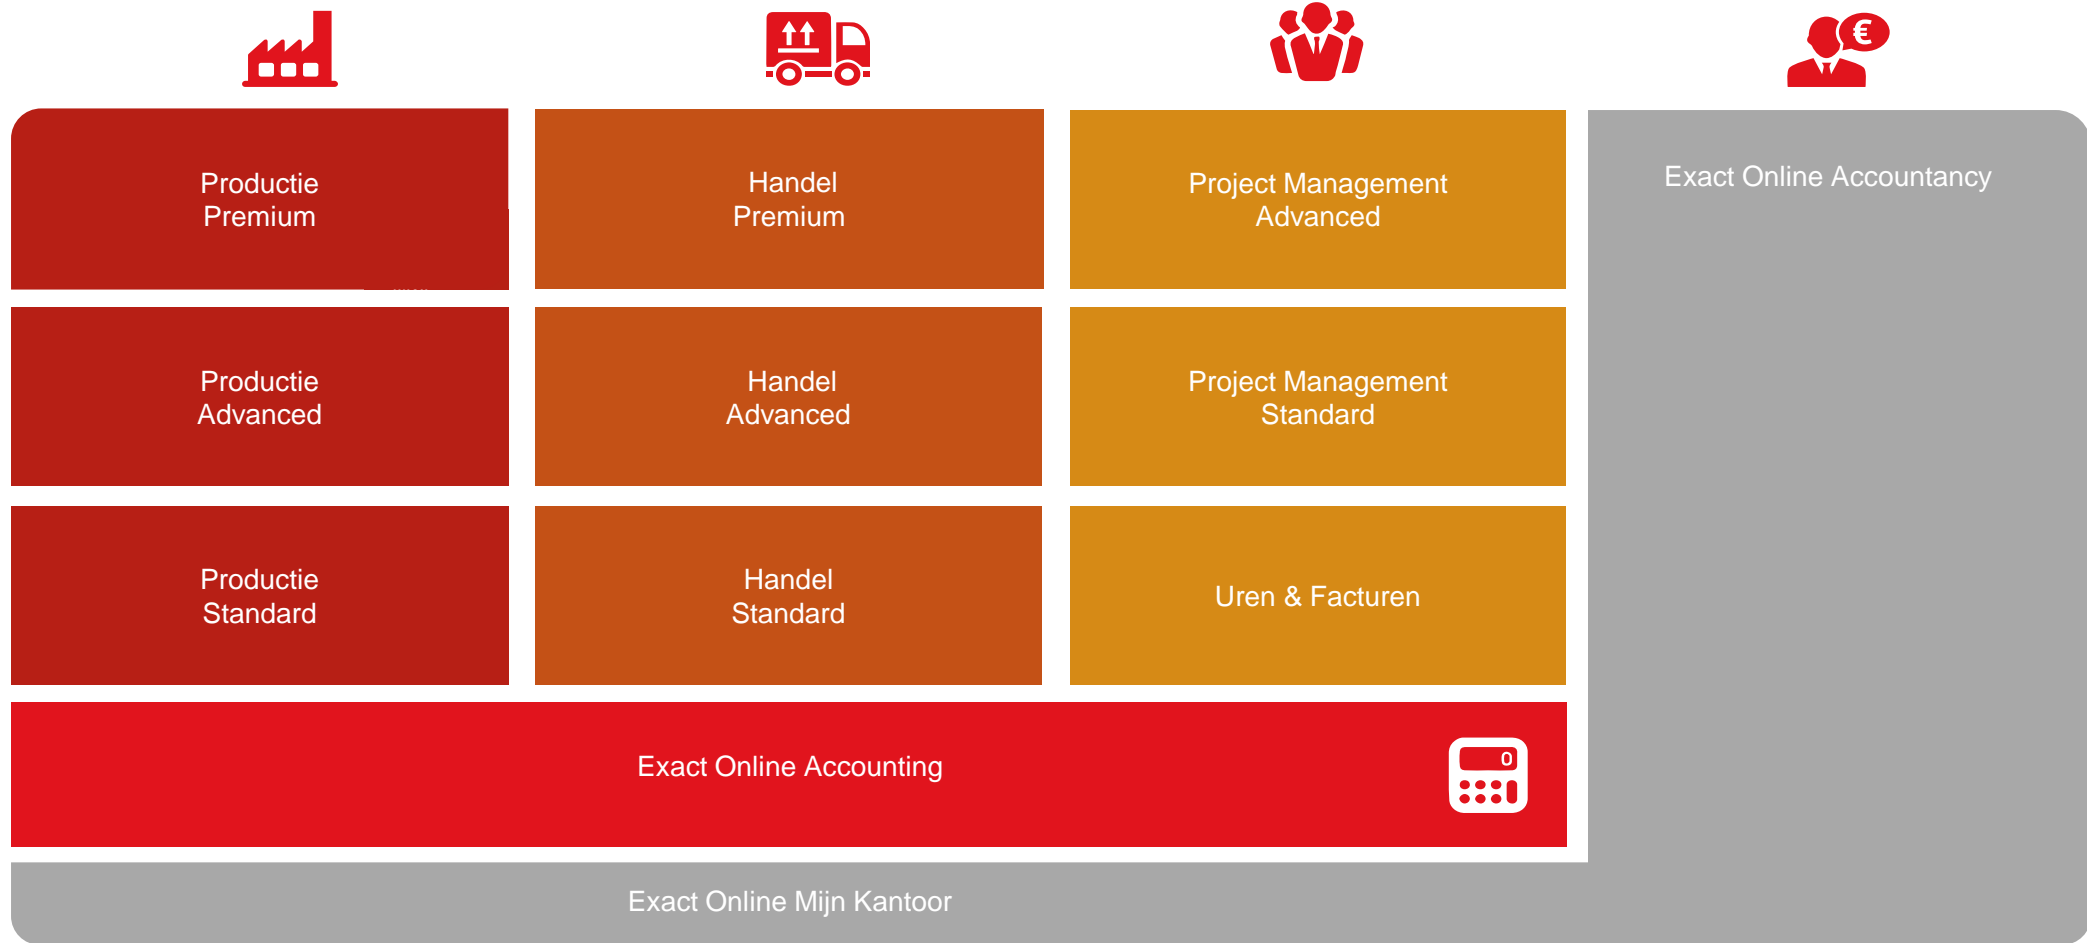 €
Productie
Premium
Handel
Premium
Project Management
Advanced
Exact Online Accountancy
Productie
Advanced
Handel
Advanced
Project Management
Standard
Productie
Standard
Handel
Standard
Uren & Facturen
Exact Online Accounting
0
Exact Online Mijn Kantoor